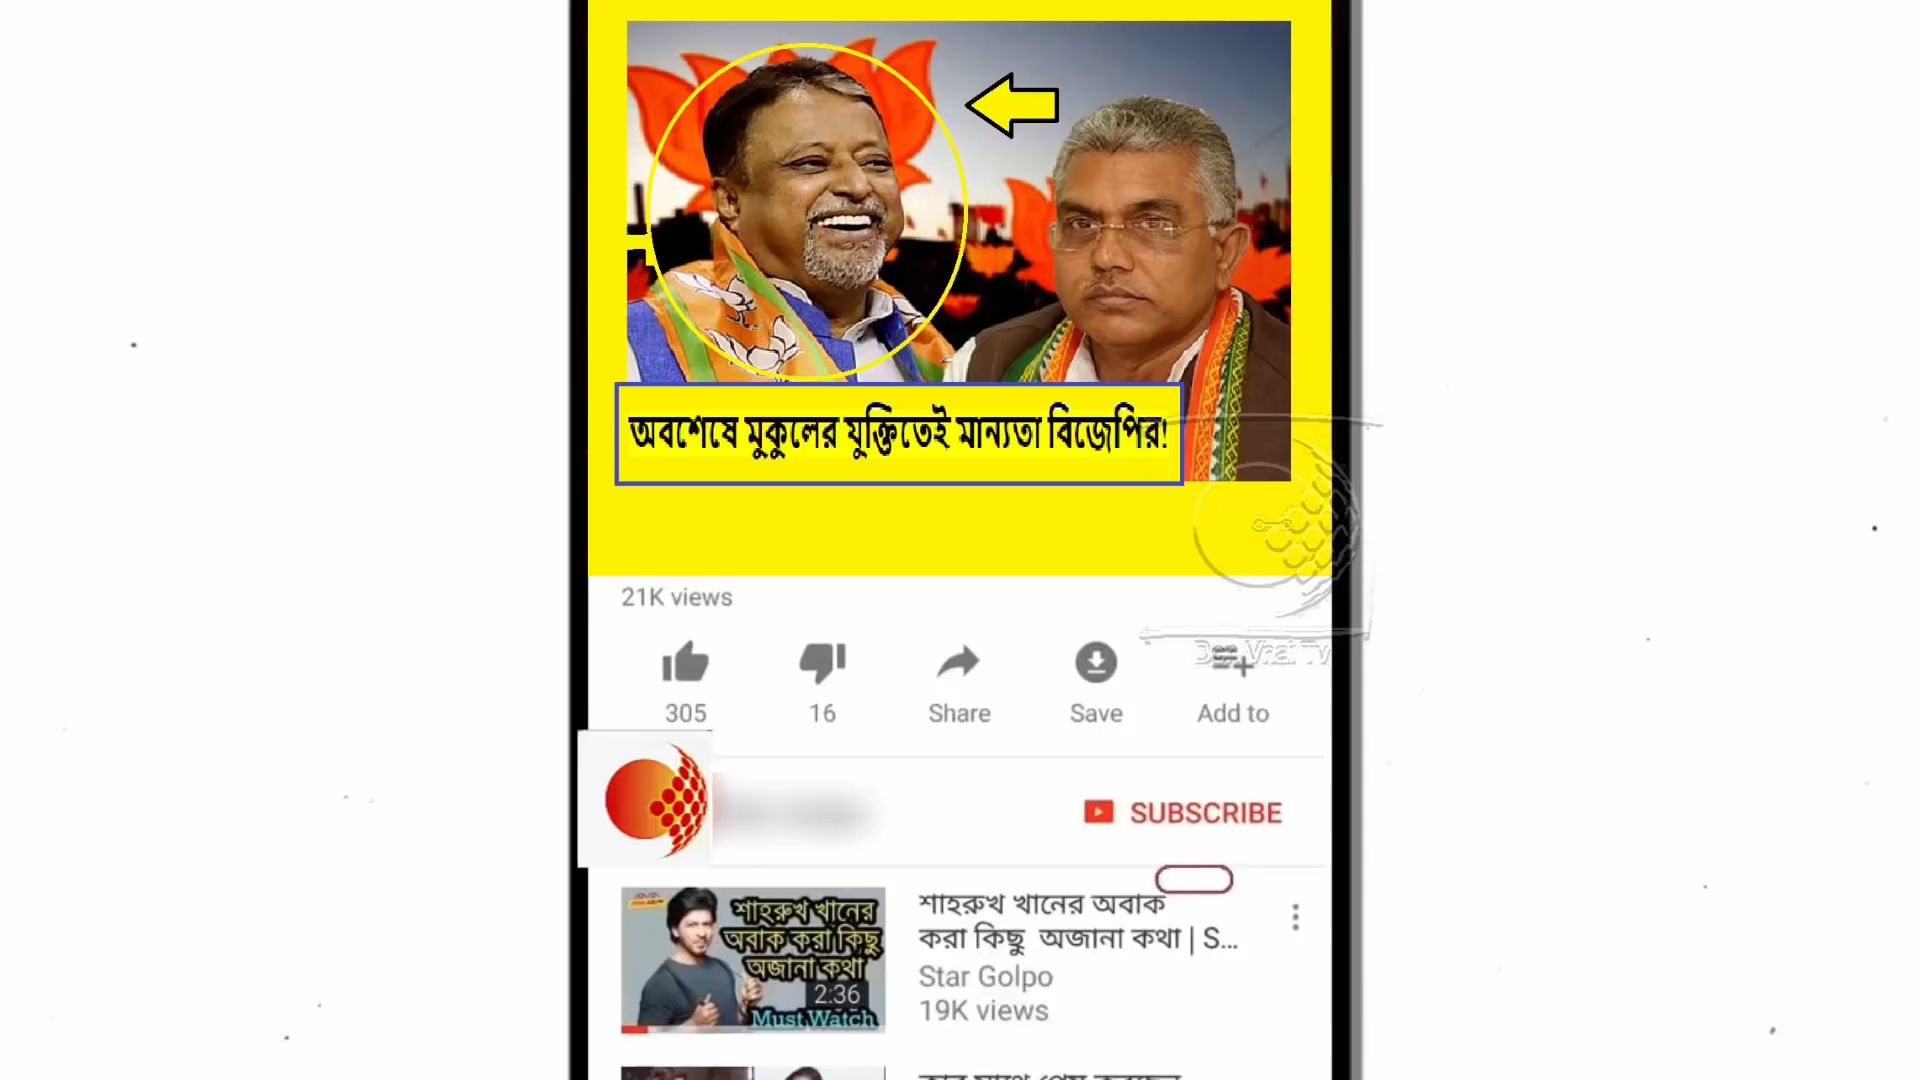 অবশেষে মুকুলের যুক্তিতেই মান্যতা বিজেপির!
21K views
305
16
Share
Save
Add to
SUBSCRIBE
শাহরুখ খানের
অবাক করা কিছু
অজানা কথা
2:36
Must Watch
শাহরুখ খানের অবাক
করা কিছু অজানা কথা | S...
Star Golpo
19K views